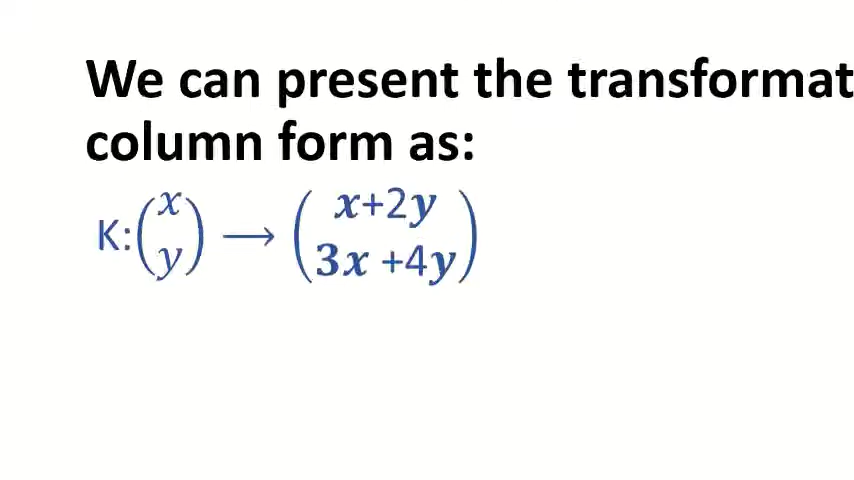 We can present the transformat
column form as:
K: (x y) ⟶ (x+2y 3x +4y)